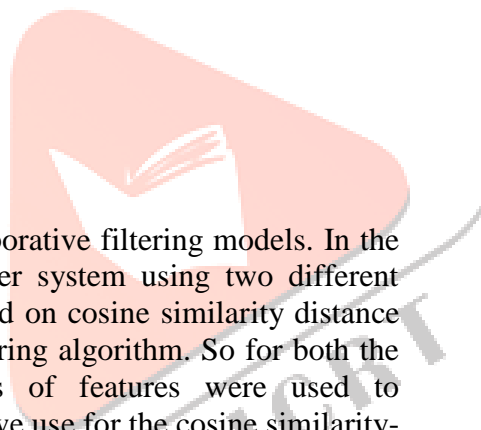 orative filtering models. In the
er system using two different
d on cosine similarity distance
ring algorithm. So for both the
s of features were used to
ve use for the cosine similarity-
CRT